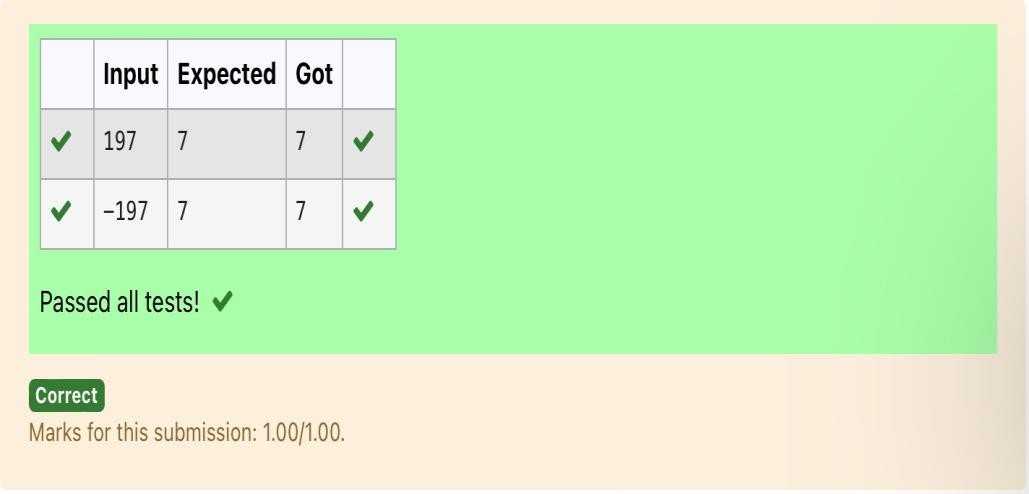 Input Expected Got
197 7 7
−197 7 7
Passed all tests!
Correct
Marks for this submission: 1.00/1.00.